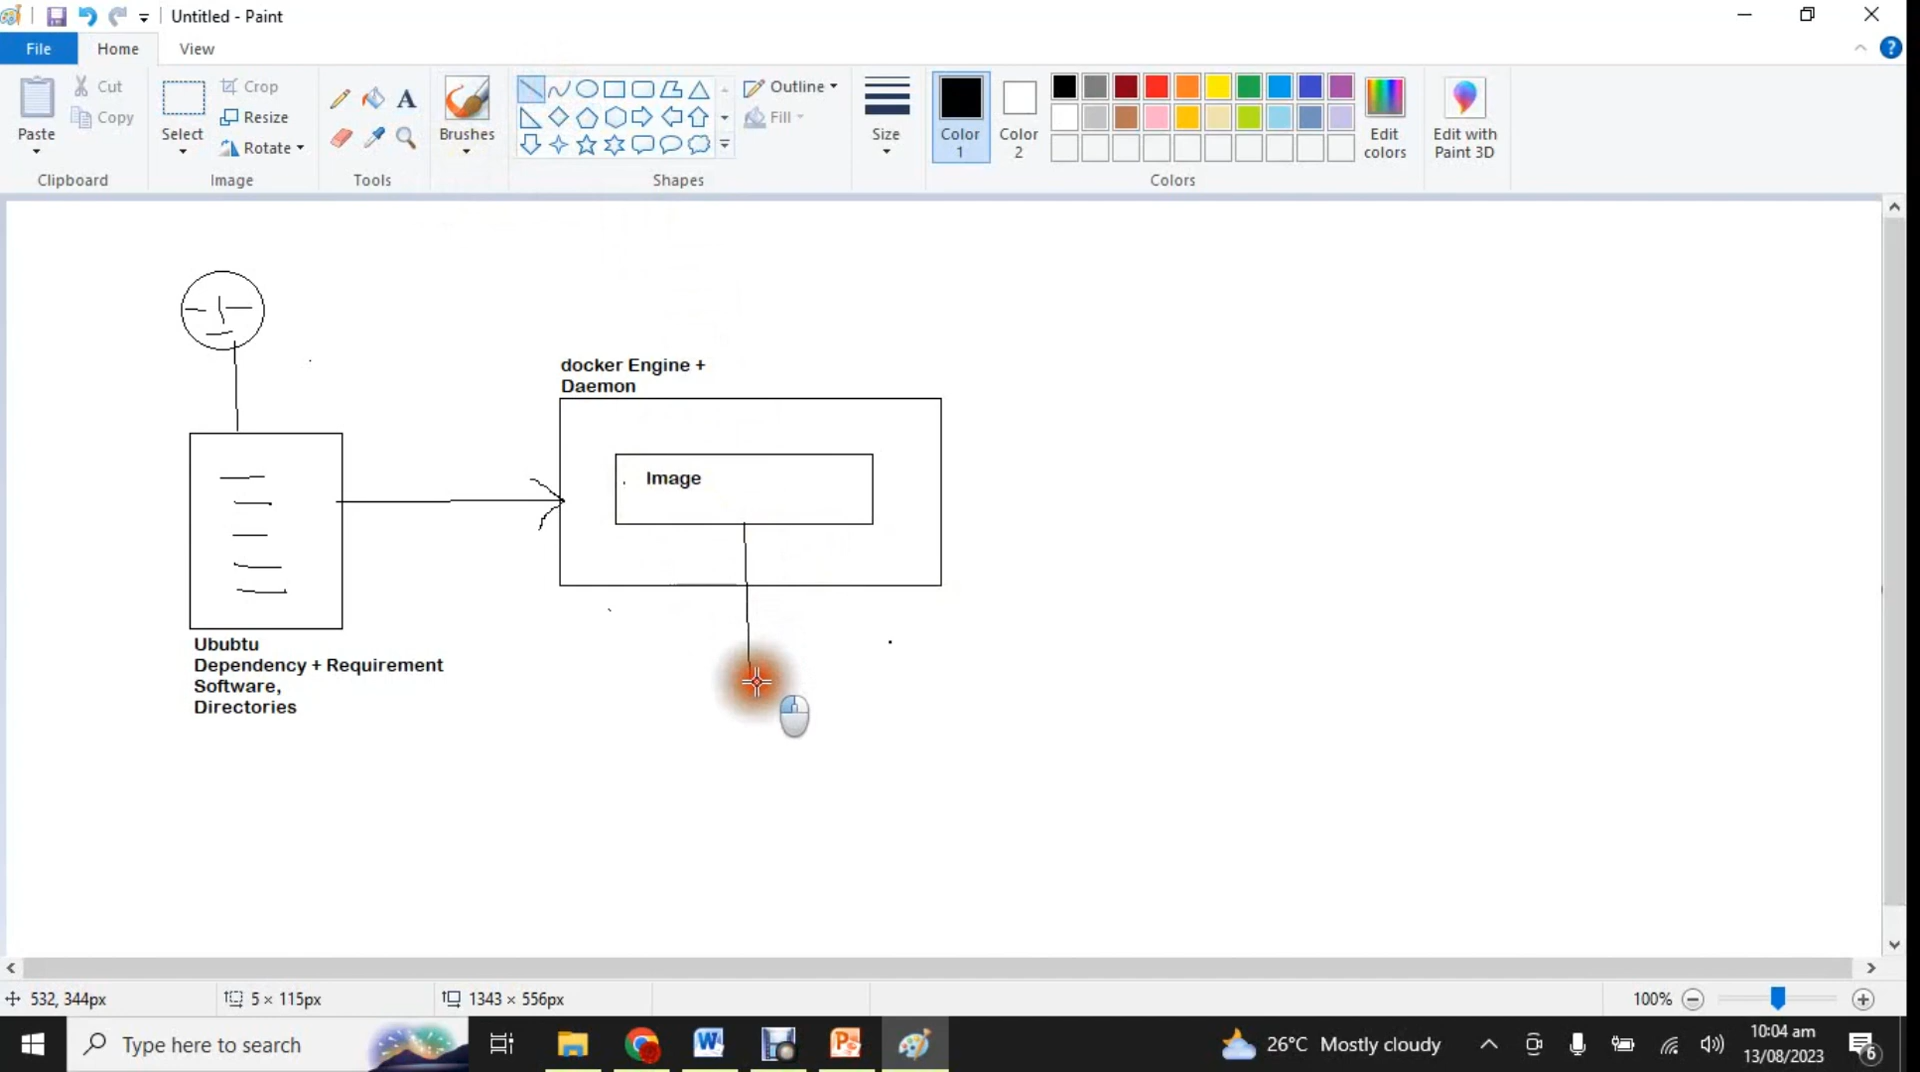 Untitled - Paint
File
Home
View
Paste
Cut
Copy
Clipboard
Select
Crop
Resize
Rotate
Image
A
Tools
Brushes
Outline
Fill
Shapes
Size
Color
1
Color
2
Edit
colors
Colors
Edit with
Paint 3D
?
docker Engine +
Daemon
Image
Ububtu
Dependency + Requirement
Software,
Directories
532, 344px
5 × 115px
1343 × 556px
100%
Type here to search
26°C Mostly cloudy
10:04 am
13/08/2023
6